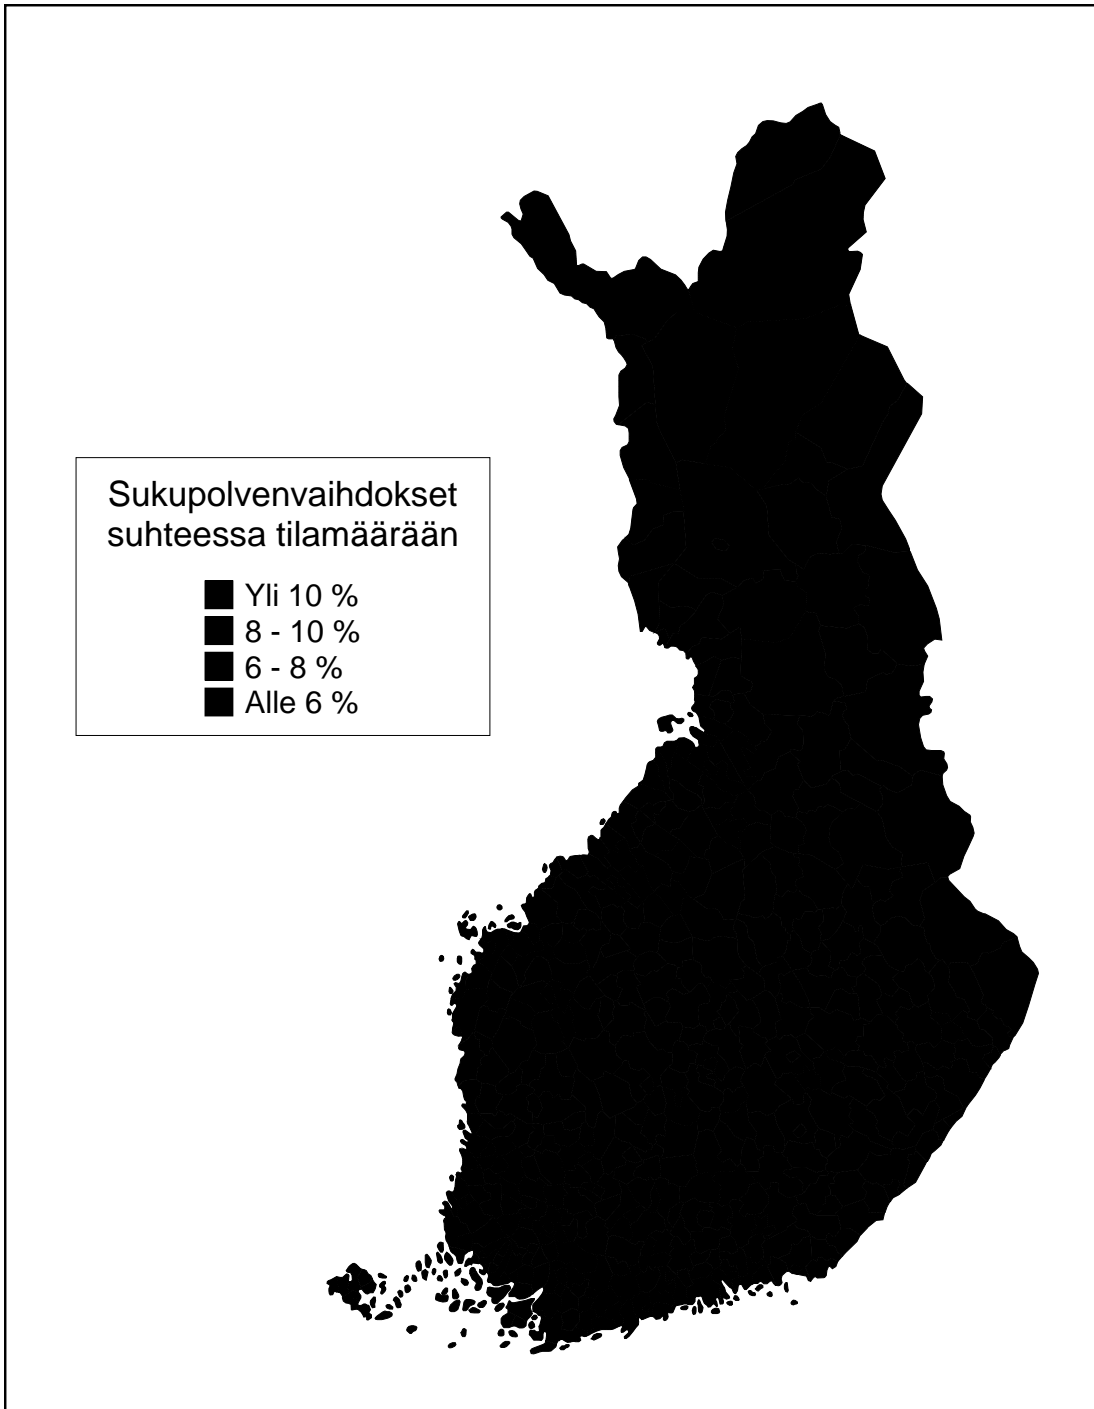 Sukupolvenvaihdokset
suhteessa tilamäärään
Yli 10 %
8 - 10 %
6 - 8 %
Alle 6 %